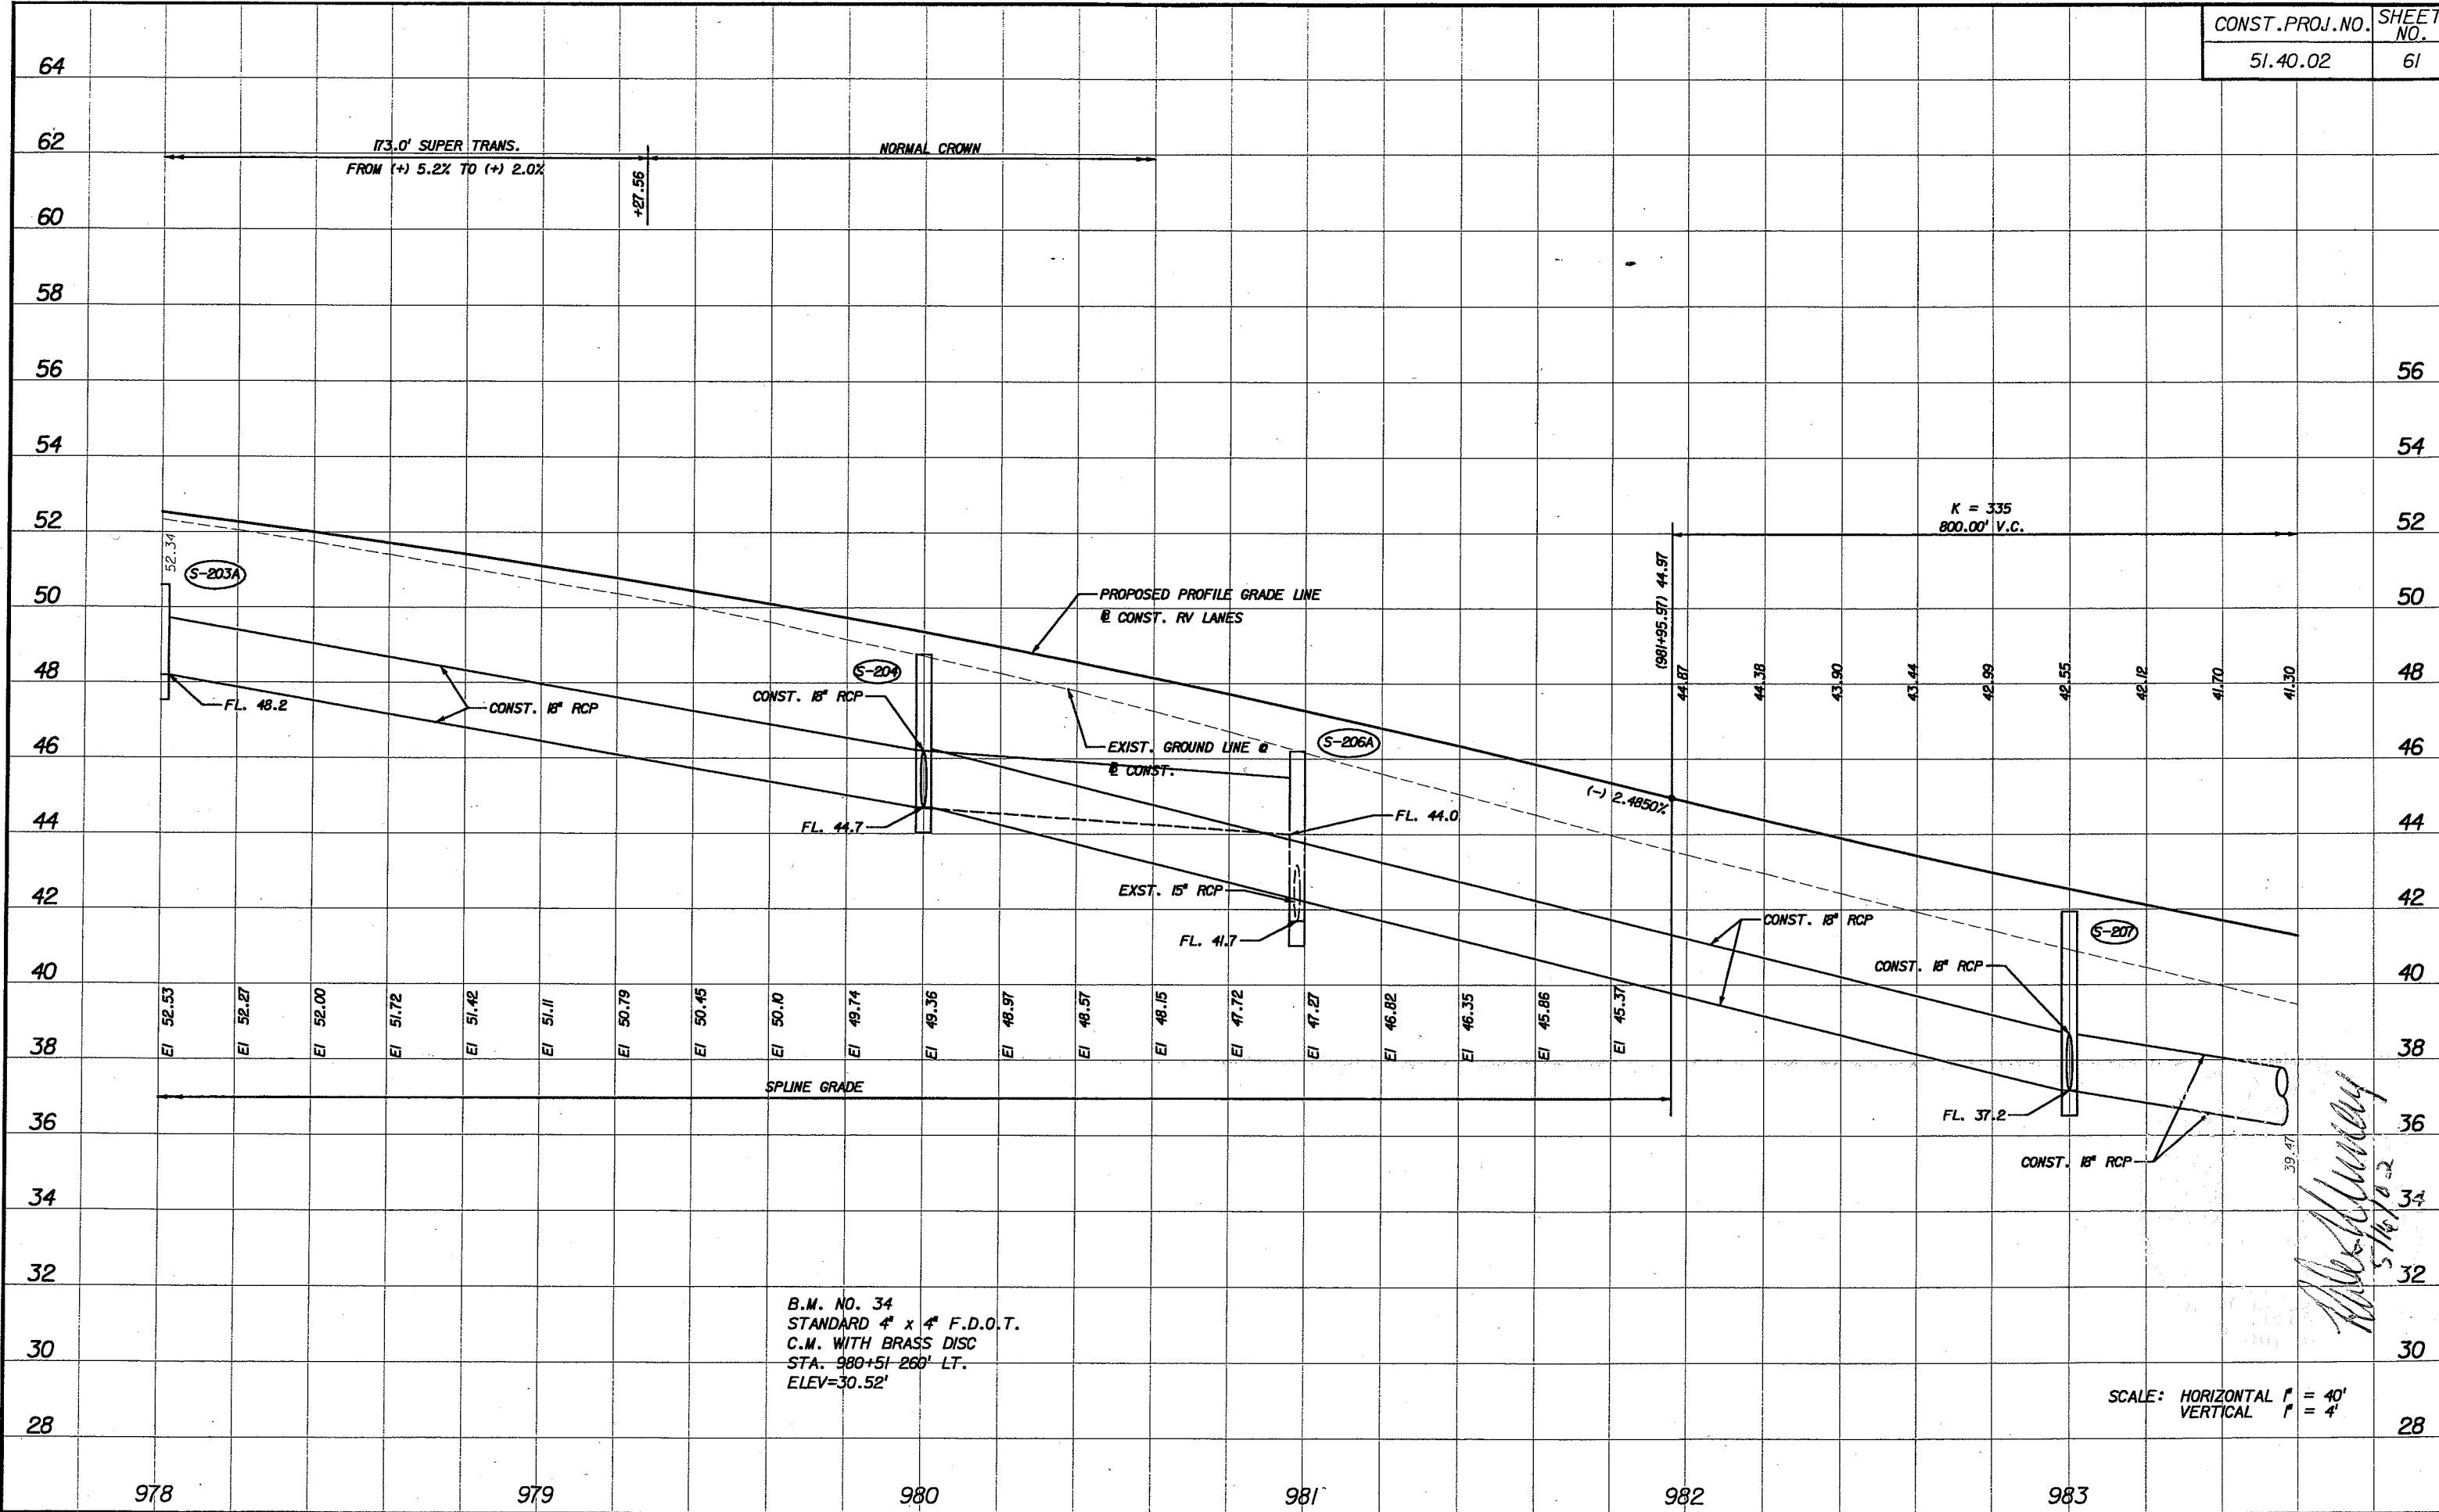 CONST.PROJ.NO. SHEET NO.
51.40.02 61
64
62
60
58
56
54
52
50
48
46
44
42
40
38
36
34
32
30
28
173.0' SUPER TRANS.
FROM (+) 5.2% TO (+) 2.0%
+27.56
NORMAL CROWN
56
54
52
50
48
46
44
42
40
38
36
34
32
30
28
K = 335
800.00' V.C.
52.34
S-203A
FL. 48.2
CONST. 18" RCP
S-204
CONST. 18" RCP
FL. 44.7
PROPOSED PROFILE GRADE LINE
℄ CONST. RV LANES
EXIST. GROUND LINE @
℄ CONST.
S-206A
FL. 44.0
EXST. 15" RCP
FL. 41.7
(981+95.97) 44.97
(-) 2.4850%
44.87
44.38
43.90
43.44
42.99
42.55
42.12
41.70
41.30
CONST. 18" RCP
S-207
CONST. 18" RCP
FL. 37.2
CONST. 18" RCP
39.47
El 52.53
El 52.27
El 52.00
El 51.72
El 51.42
El 51.11
El 50.79
El 50.45
El 50.10
El 49.74
El 49.36
El 48.97
El 48.57
El 48.15
El 47.72
El 47.27
El 46.82
El 46.35
El 45.86
El 45.37
SPLINE GRADE
B.M. NO. 34
STANDARD 4" x 4" F.D.O.T.
C.M. WITH BRASS DISC
STA. 980+51 260' LT.
ELEV=30.52'
SCALE: HORIZONTAL 1" = 40'
VERTICAL 1" = 4'
978
979
980
981
982
983